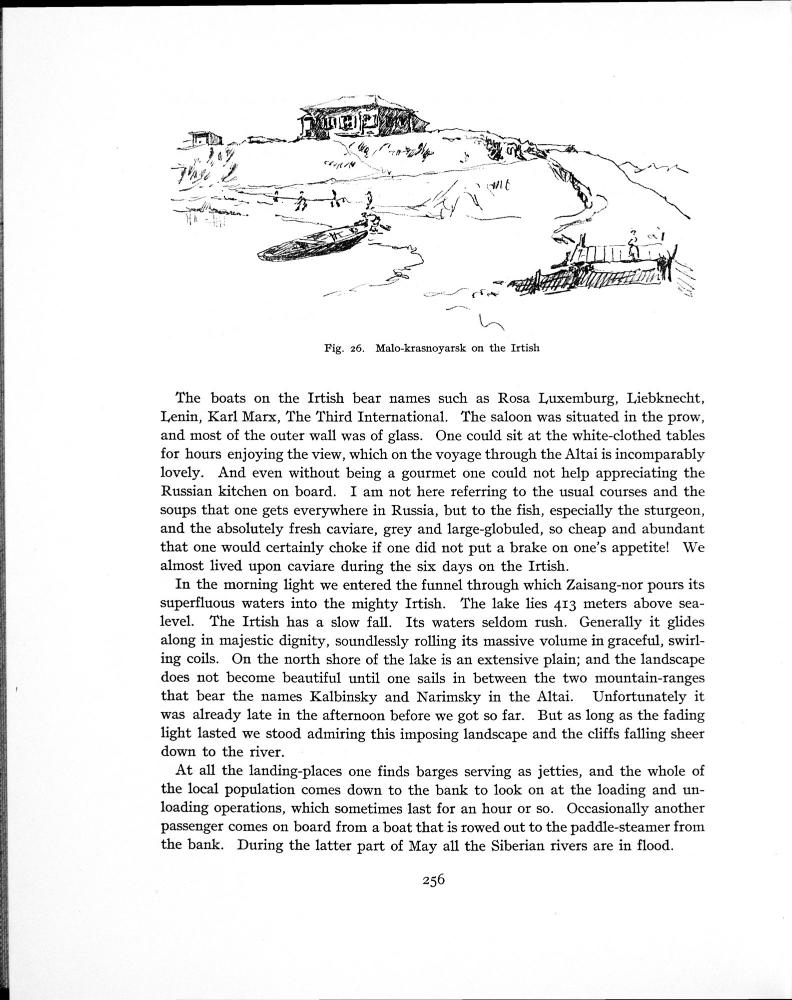 Fig. 26. Malo-krasnoyarsk on the Irtish
The boats on the Irtish bear names such as Rosa Luxemburg, Liebknecht,
Lenin, Karl Marx, The Third International. The saloon was situated in the prow,
and most of the outer wall was of glass. One could sit at the white-clothed tables
for hours enjoying the view, which on the voyage through the Altai is incomparably
lovely. And even without being a gourmet one could not help appreciating the
Russian kitchen on board. I am not here referring to the usual courses and the
soups that one gets everywhere in Russia, but to the fish, especially the sturgeon,
and the absolutely fresh caviare, grey and large-globuled, so cheap and abundant
that one would certainly choke if one did not put a brake on one's appetite! We
almost lived upon caviare during the six days on the Irtish.
In the morning light we entered the funnel through which Zaisang-nor pours its
superfluous waters into the mighty Irtish. The lake lies 413 meters above sea-
level. The Irtish has a slow fall. Its waters seldom rush. Generally it glides
along in majestic dignity, soundlessly rolling its massive volume in graceful, swirl-
ing coils. On the north shore of the lake is an extensive plain; and the landscape
does not become beautiful until one sails in between the two mountain-ranges
that bear the names Kalbinsky and Narimsky in the Altai. Unfortunately it
was already late in the afternoon before we got so far. But as long as the fading
light lasted we stood admiring this imposing landscape and the cliffs falling sheer
down to the river.
At all the landing-places one finds barges serving as jetties, and the whole of
the local population comes down to the bank to look on at the loading and un-
loading operations, which sometimes last for an hour or so. Occasionally another
passenger comes on board from a boat that is rowed out to the paddle-steamer from
the bank. During the latter part of May all the Siberian rivers are in flood.
256